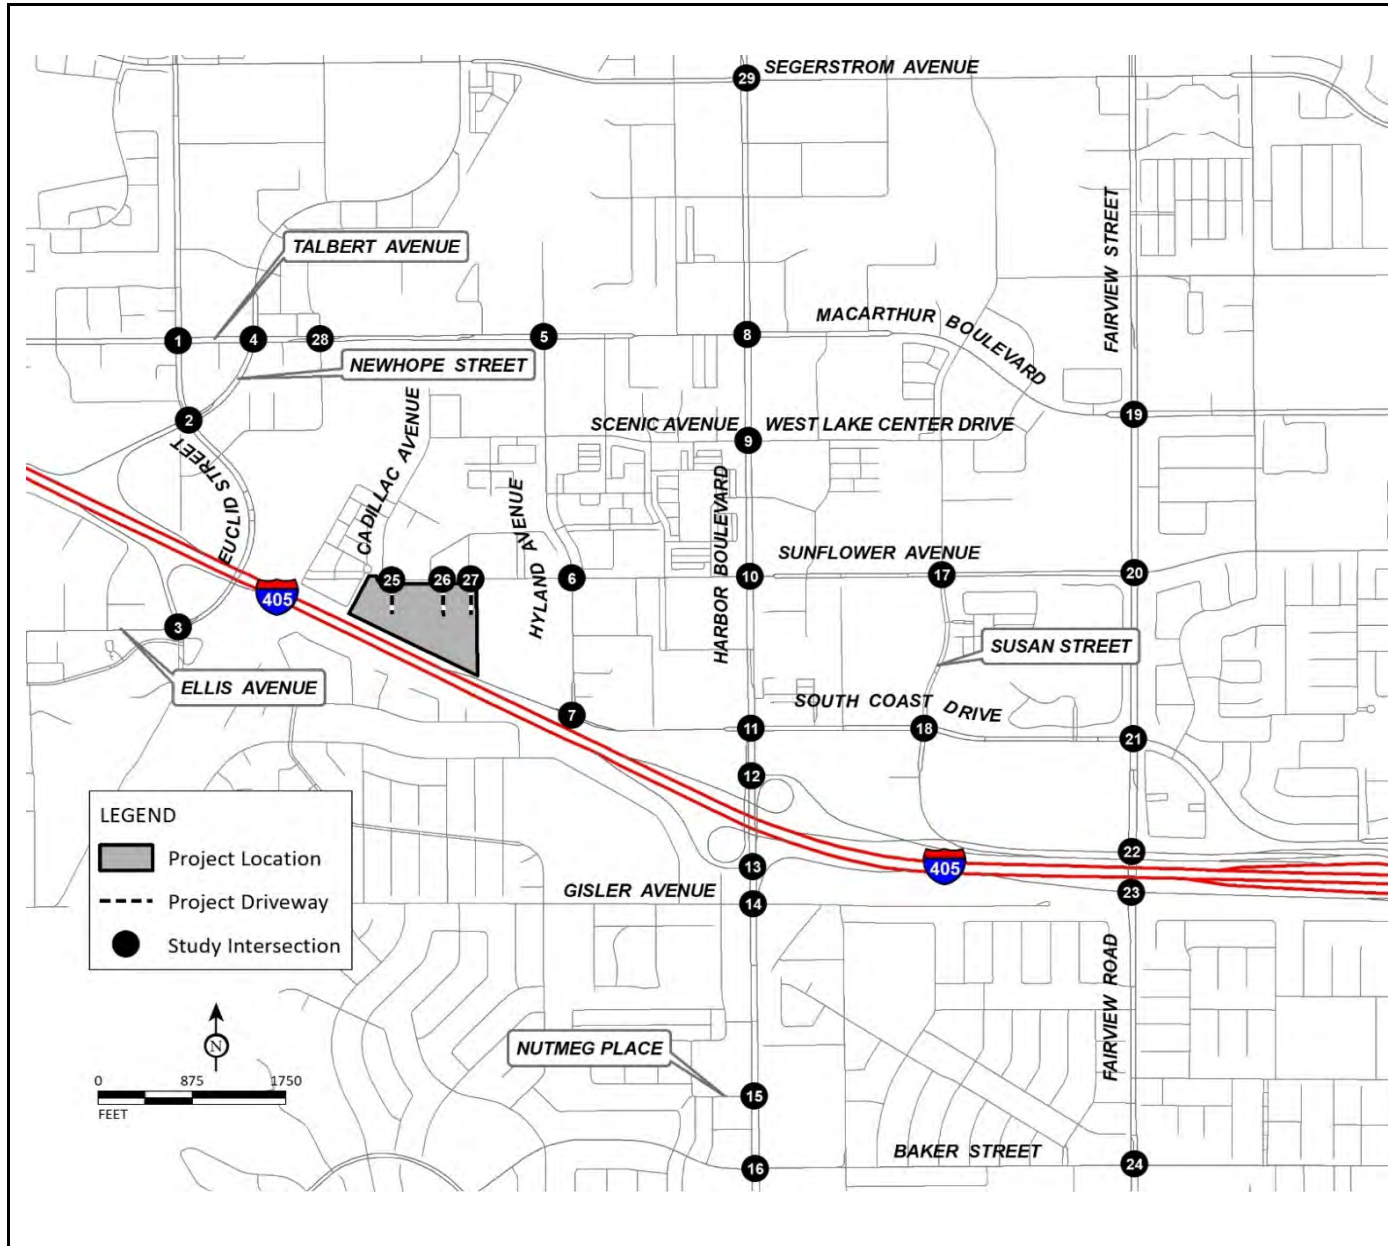 29
SEGERSTROM AVENUE
TALBERT AVENUE
FAIRVIEW STREET
1
4
28
5
8
MACARTHUR BOULEVARD
NEWHOPE STREET
2
SCENIC AVENUE
WEST LAKE CENTER DRIVE
19
9
EUCLID STREET
CADILLAC AVENUE
HYLAND AVENUE
HARBOR BOULEVARD
SUNFLOWER AVENUE
25
26
27
6
10
17
20
405
3
SUSAN STREET
ELLIS AVENUE
SOUTH COAST DRIVE
7
11
18
21
12
LEGEND
Project Location
Project Driveway
Study Intersection
22
13
405
23
GISLER AVENUE
14
FAIRVIEW ROAD
N
NUTMEG PLACE
0 875 1750
FEET
15
BAKER STREET
16
24